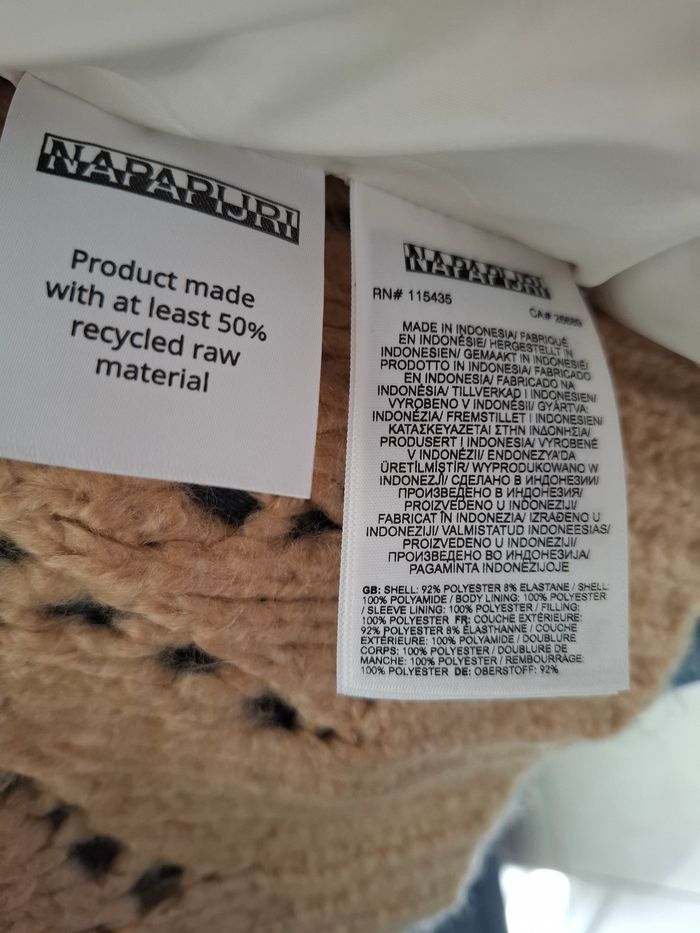 NAPAPIJRI
Product made
with at least 50%
recycled raw
material
NAPAPIJRI
RN# 115435
CA# 25689
MADE IN INDONESIA/ FABRIQUÉ
EN INDONÉSIE/ HERGESTELLT IN
INDONESIEN/ GEMAAKT IN INDONESIË/
PRODOTTO IN INDONESIA/ FABRICADO
EN INDONESIA/ FABRICADO NA
INDONÉSIA/ TILLVERKAD I INDONESIEN/
VYROBENO V INDONÉSII/ GYÁRTVA:
INDONÉZIA/ FREMSTILLET I INDONESIEN/
ΚΑΤΑΣΚΕΥΑΖΕΤΑΙ ΣΤΗΝ ΙΝΔΟΝΗΣΙΑ/
PRODUSERT I INDONESIA/ VYROBENÉ
V INDONÉZII/ ENDONEZYA'DA
ÜRETİLMİŞTİR/ WYPRODUKOWANO W
INDONEZJI/ СДЕЛАНО В ИНДОНЕЗИИ/
ПРОИЗВЕДЕНО В ИНДОНЕЗИЯ/
PROIZVEDENO U INDONEZIJI/
FABRICAT ÎN INDONEZIA/ IZRAĐENO U
INDONEZIJI/ VALMISTATUD INDONEESIAS/
PROIZVEDENO U INDONEZIJI/
ПРОИЗВЕДЕНО ВО ИНДОНЕЗИЈА/
PAGAMINTA INDONEZIJOJE
GB: SHELL: 92% POLYESTER 8% ELASTANE / SHELL:
100% POLYAMIDE / BODY LINING: 100% POLYESTER
/ SLEEVE LINING: 100% POLYESTER / FILLING:
100% POLYESTER FR: COUCHE EXTÉRIEURE:
92% POLYESTER 8% ÉLASTHANNE / COUCHE
EXTÉRIEURE: 100% POLYAMIDE / DOUBLURE
CORPS: 100% POLYESTER / DOUBLURE DE
MANCHE: 100% POLYESTER / REMBOURRAGE:
100% POLYESTER DE: OBERSTOFF: 92%